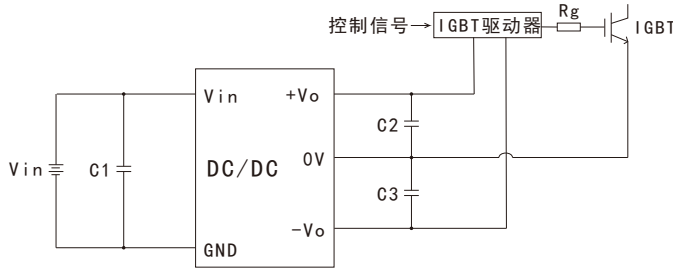 控制信号
IGBT驱动器
Rg
IGBT
Vin
+Vo
C2
Vin
C1
DC/DC
0V
C3
-Vo
GND